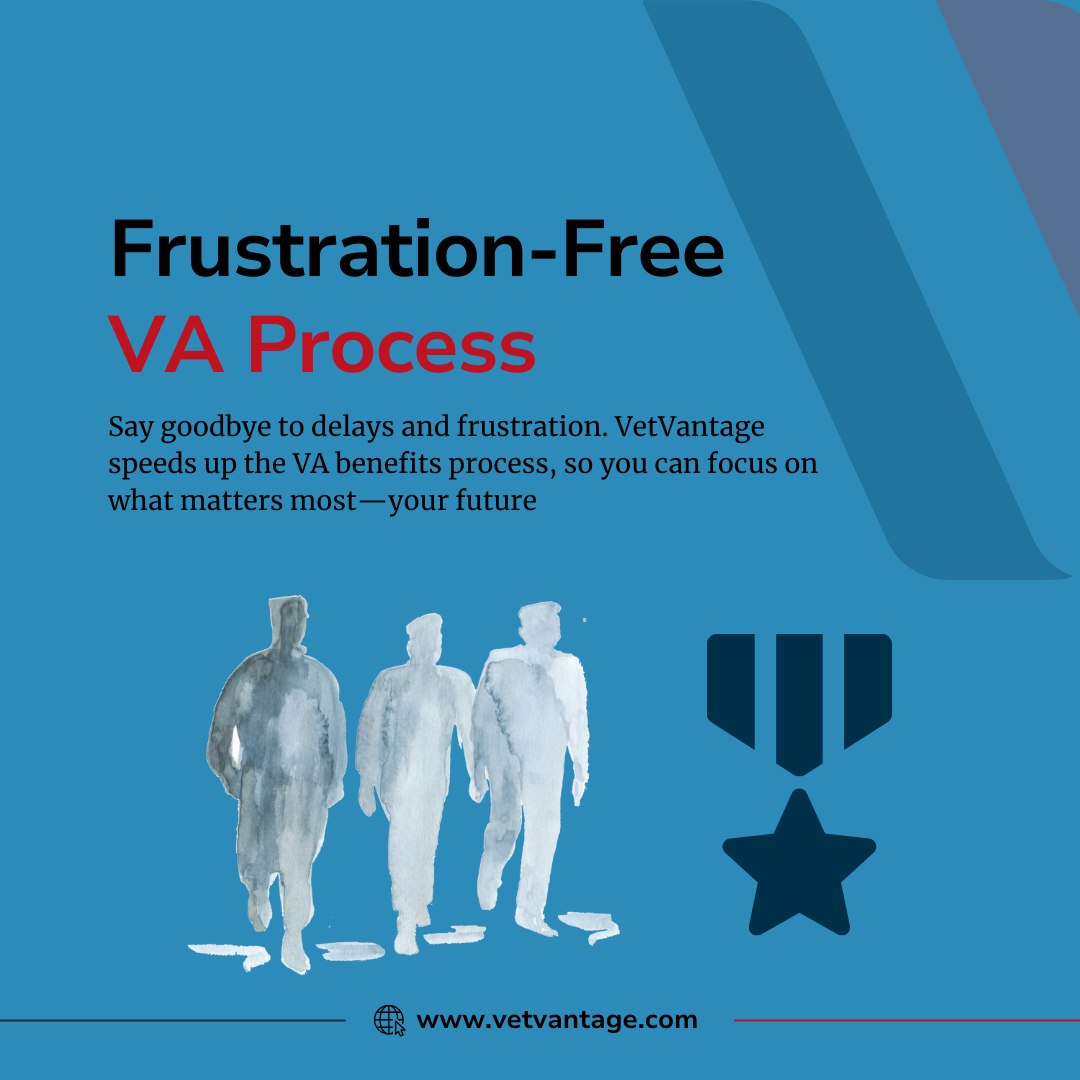 Frustration-Free
VA Process
Say goodbye to delays and frustration. VetVantage
speeds up the VA benefits process, so you can focus on
what matters most—your future
www.vetvantage.com